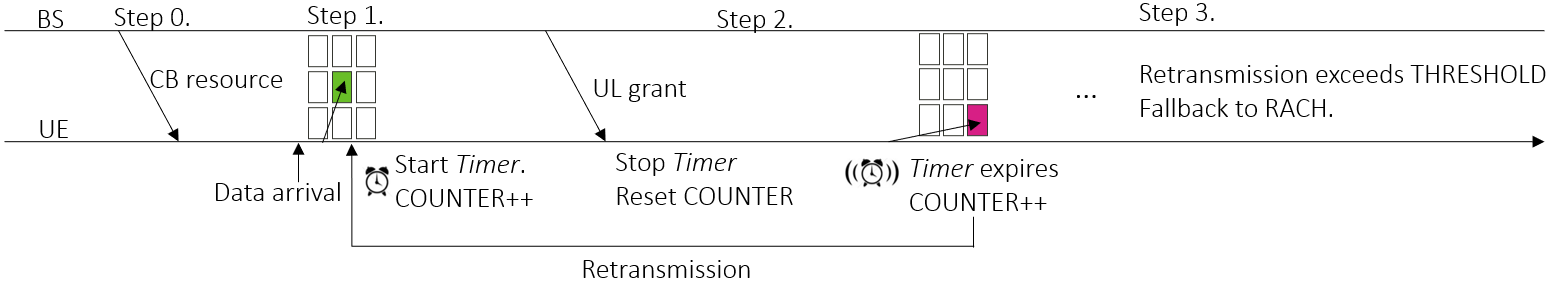 BS
Step 0.
Step 1.
Step 2.
Step 3.
CB resource
UL grant
...
Retransmission exceeds THRESHOLD
Fallback to RACH.
UE
Data arrival
Start Timer.
COUNTER++
Stop Timer
Reset COUNTER
Timer expires
COUNTER++
Retransmission